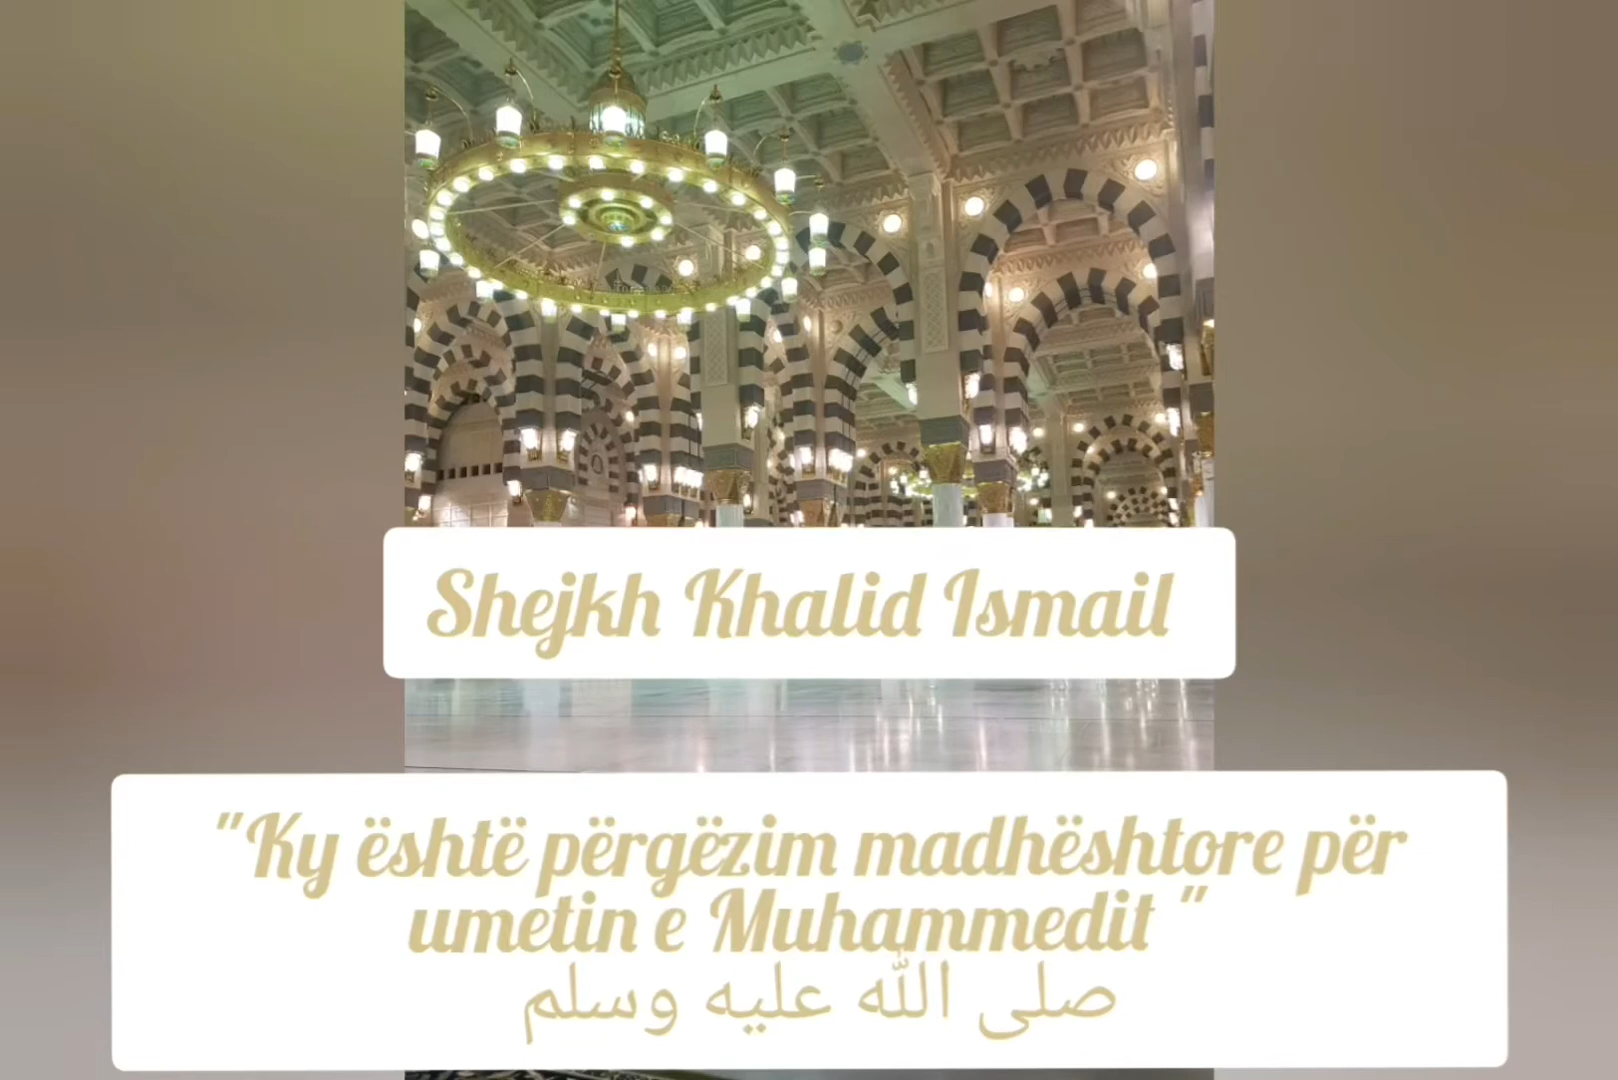 Shejkh Khalid Ismail
"Ky është përgëzim madhështore për
umetin e Muhammedit "
صلى الله عليه وسلم